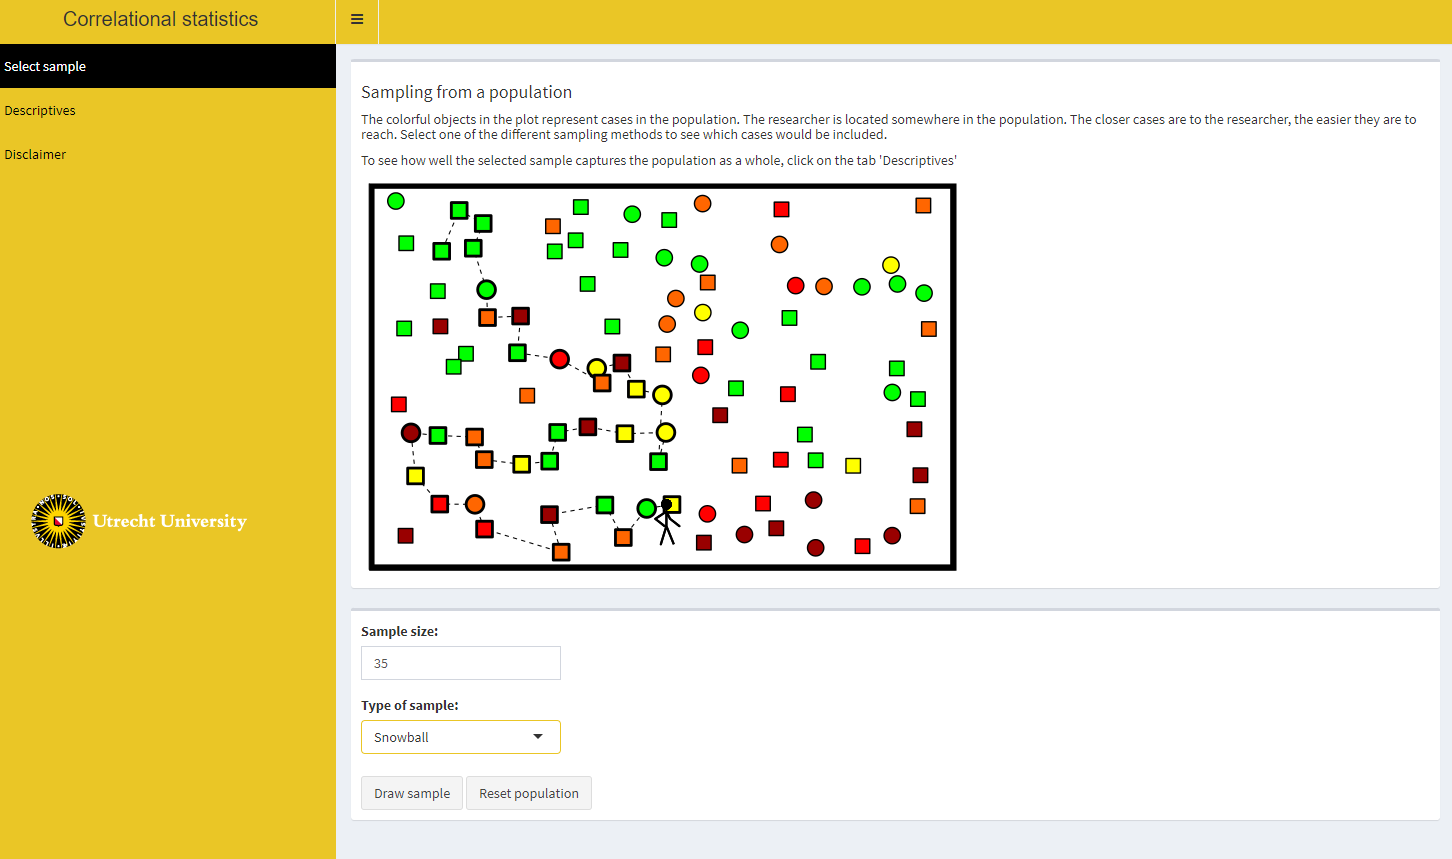 Correlational statistics
Select sample
Descriptives
Disclaimer
Utrecht University
Sampling from a population
The colorful objects in the plot represent cases in the population. The researcher is located somewhere in the population. The closer cases are to the researcher, the easier they are to
reach. Select one of the different sampling methods to see which cases would be included.
To see how well the selected sample captures the population as a whole, click on the tab 'Descriptives'
Sample size:
35
Type of sample:
Snowball
Draw sample
Reset population